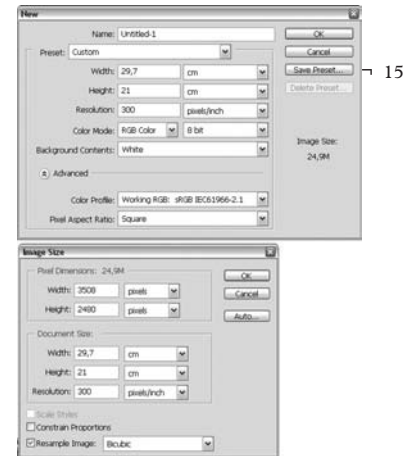 New
Name: Untitled-1
OK
Preset: Custom
Cancel
Width: 29,7 cm
Save Preset...
15
Height: 21 cm
Delete Preset...
Resolution: 300 pixels/inch
Color Mode: RGB Color 8 bit
Background Contents: White
Image Size:
24,9M
Advanced
Color Profile: Working RGB: sRGB IEC61966-2.1
Pixel Aspect Ratio: Square
Image Size
Pixel Dimensions: 24,9M
OK
Width: 3508 pixels
Cancel
Height: 2480 pixels
Auto...
Document Size:
Width: 29,7 cm
Height: 21 cm
Resolution: 300 pixels/inch
Scale Styles
Constrain Proportions
Resample Image: Bicubic